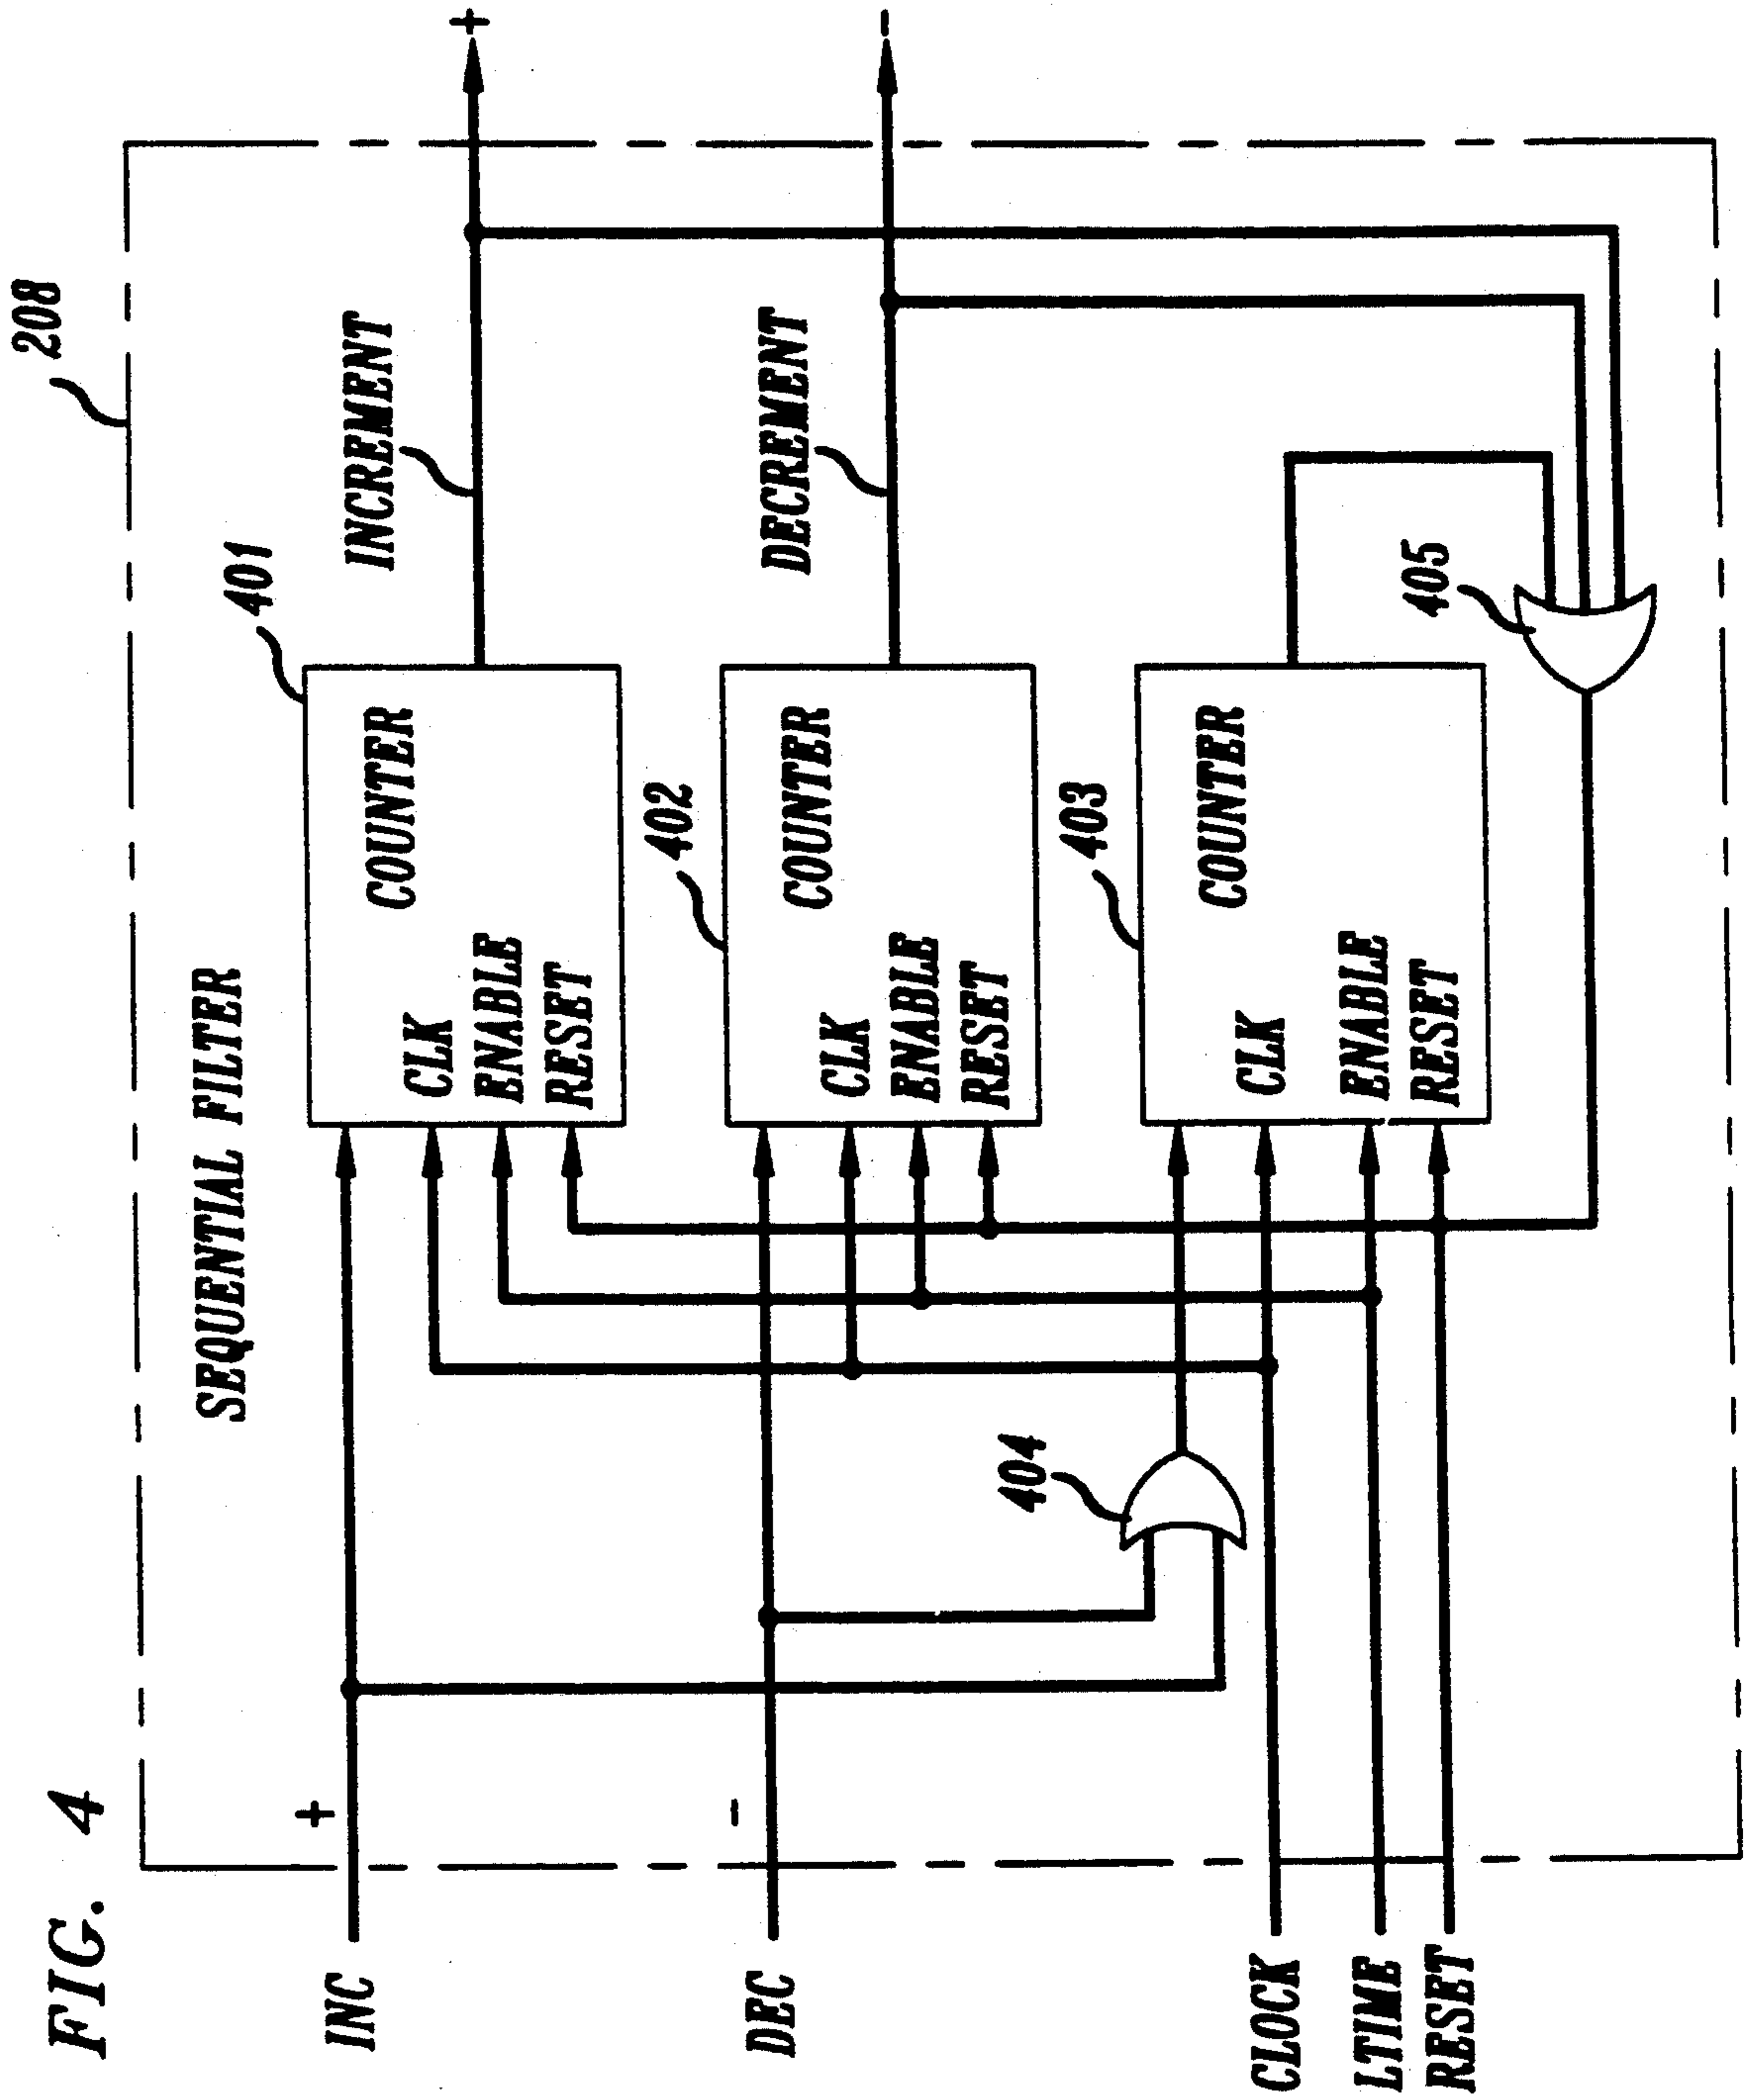 FIG. 4
208
SEQUENTIAL FILTER
401
INC
+
COUNTER
CLK
ENABLE
RESET
INCREMENT
+
402
DEC
-
COUNTER
CLK
ENABLE
RESET
DECREMENT
-
403
404
COUNTER
CLK
ENABLE
RESET
405
CLOCK
LTIME
RESET